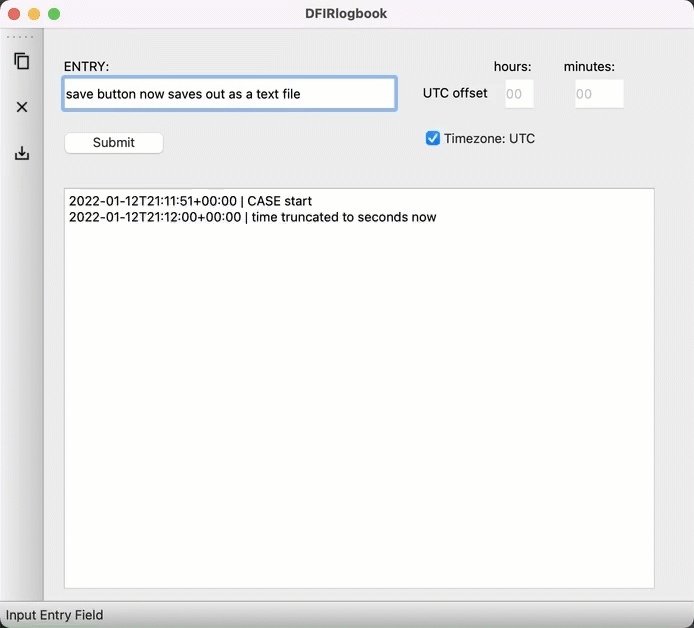 DFIRlogbook
ENTRY:
hours:
minutes:
save button now saves out as a text file
UTC offset
00
00
Submit
Timezone: UTC
2022-01-12T21:11:51+00:00 | CASE start
2022-01-12T21:12:00+00:00 | time truncated to seconds now
Input Entry Field